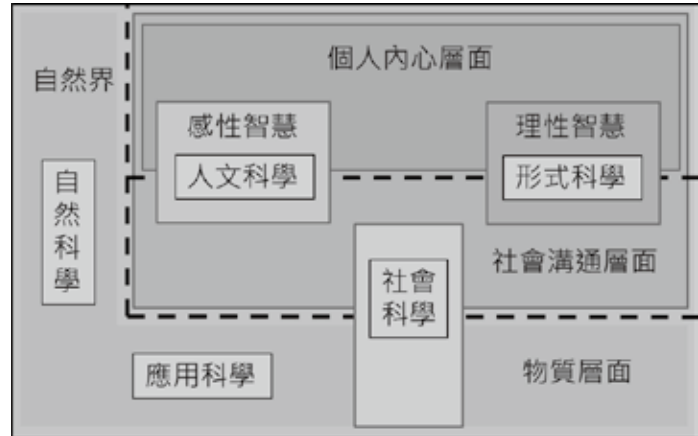 個人內心層面
自然界
感性智慧
理性智慧
人文科學
形式科學
自
然
科
學
社會溝通層面
社會
科學
物質層面
應用科學